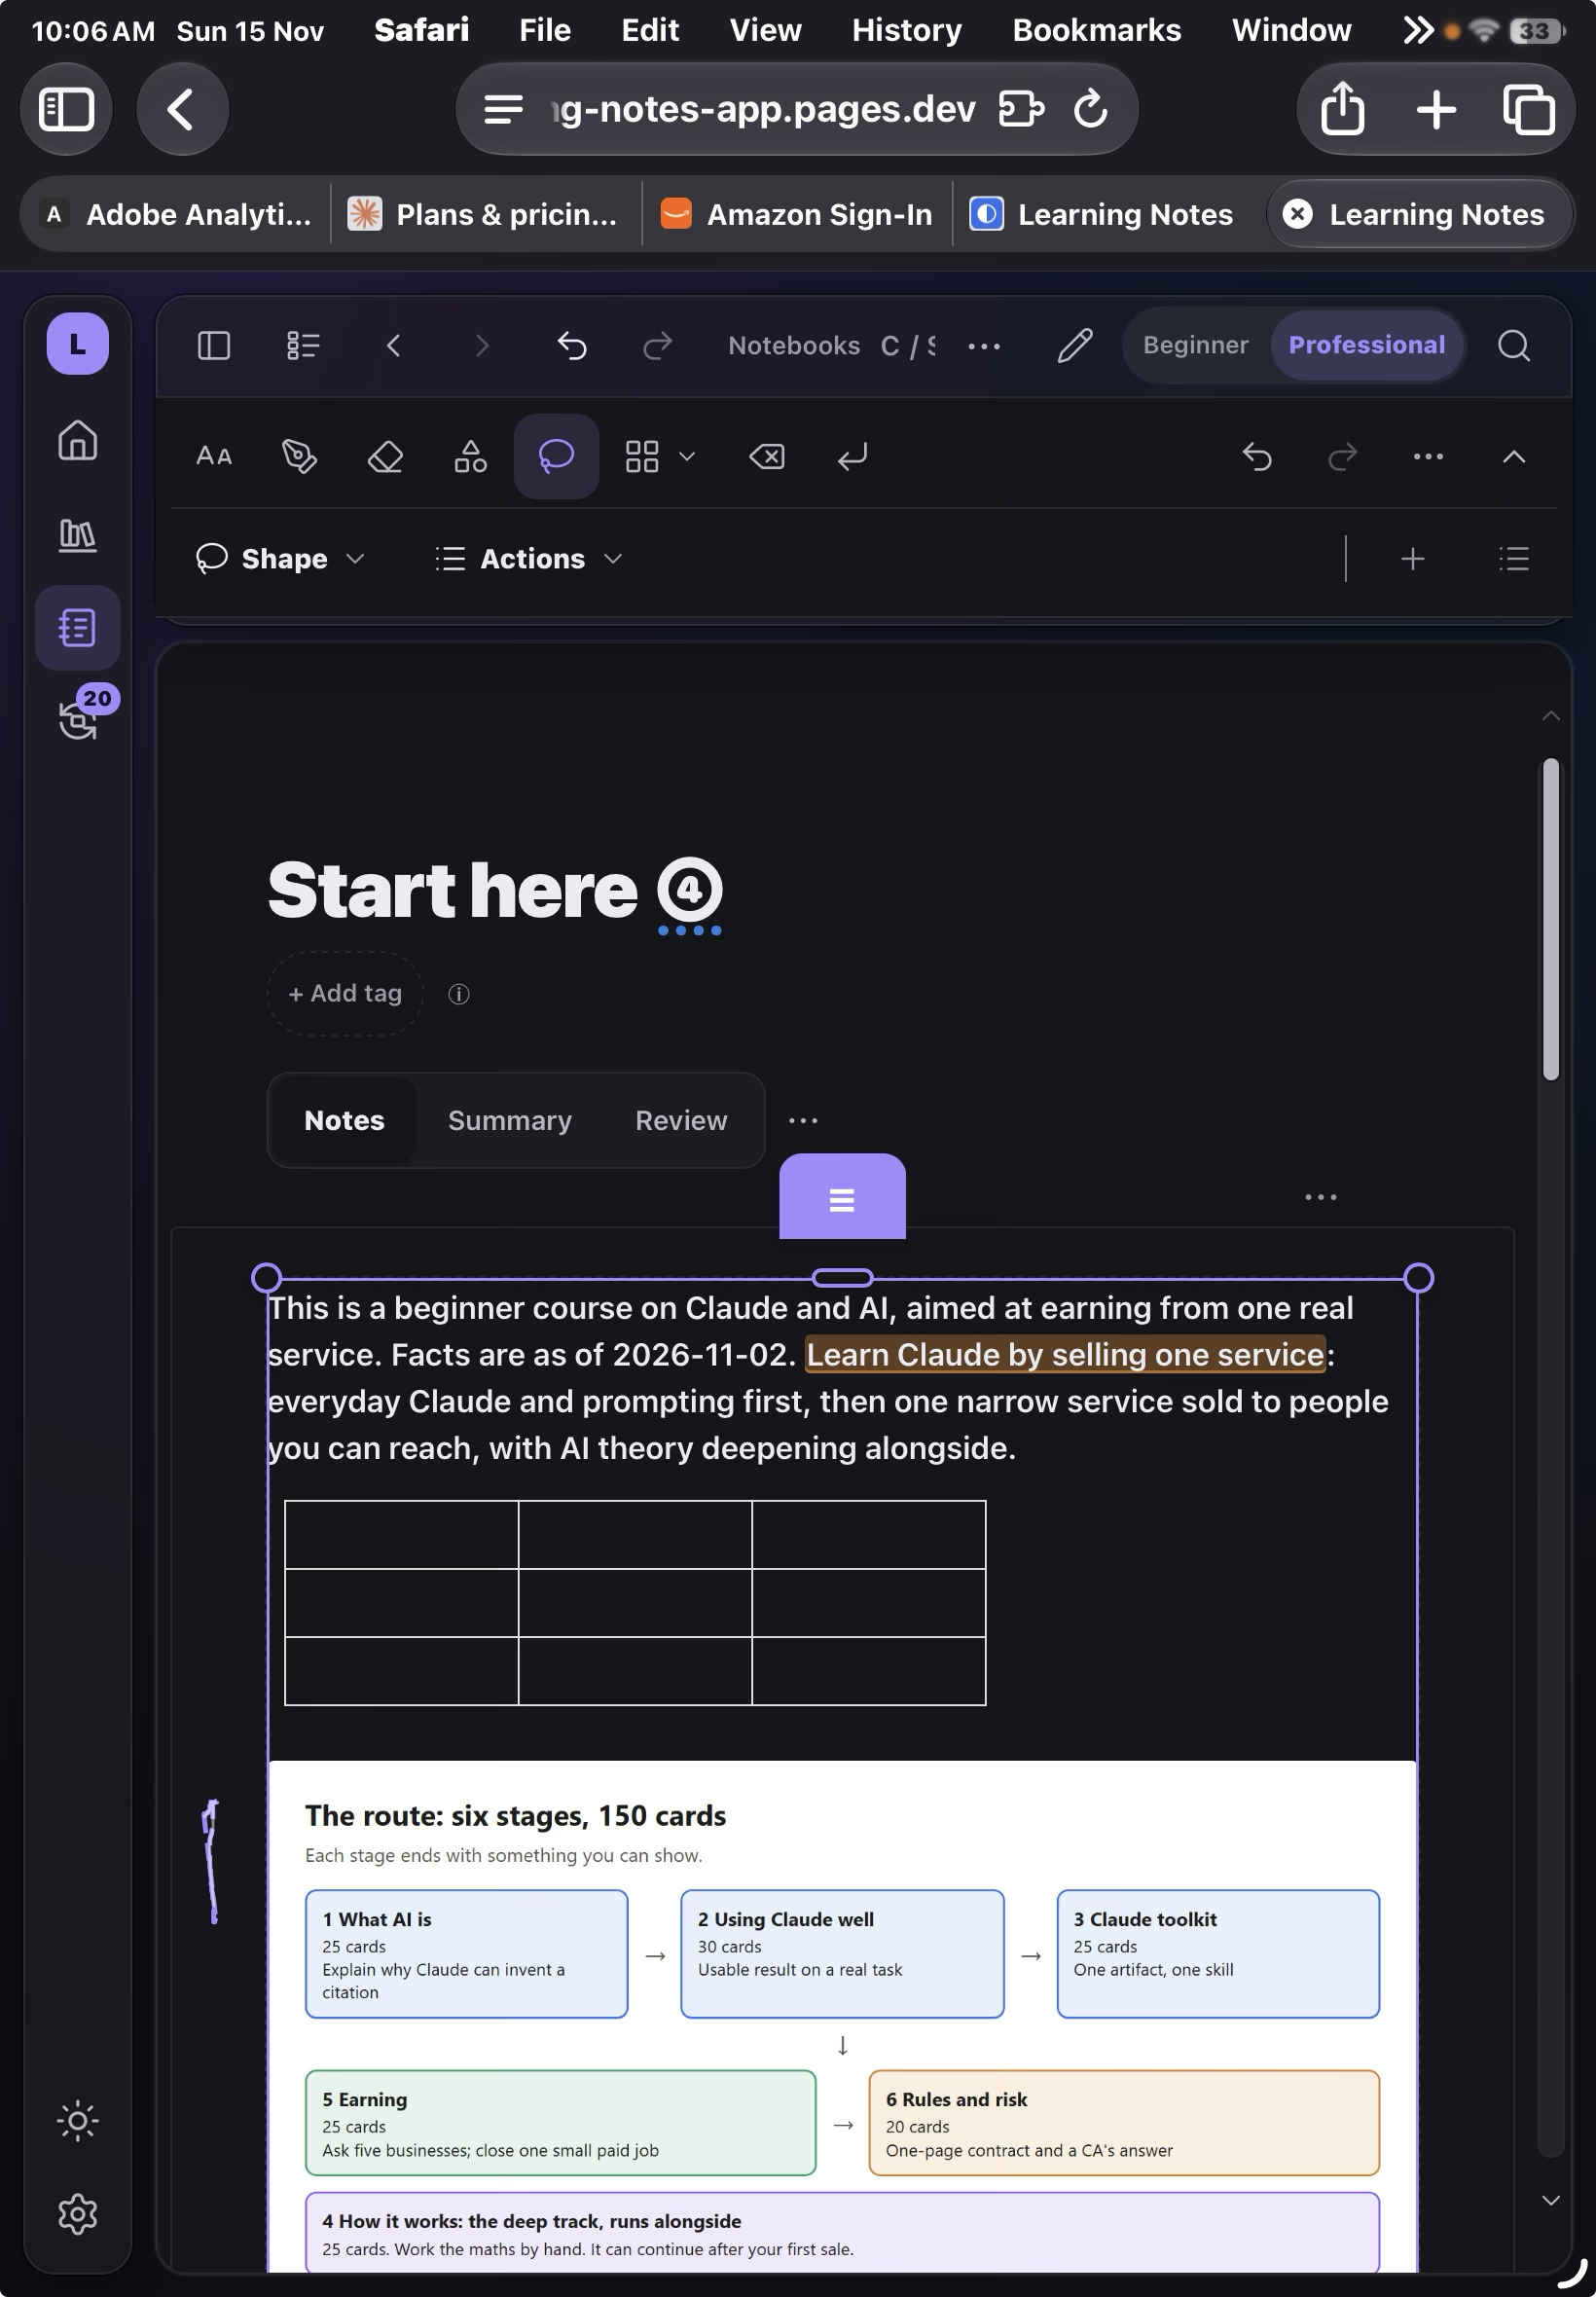 10:06 AM Sun 15 Nov Safari File Edit View History Bookmarks Window 33
g-notes-app.pages.dev
A Adobe Analyti... Plans & pricin... Amazon Sign-In Learning Notes Learning Notes
L Notebooks C / Beginner Professional
AA
Shape Actions
20
Start here ④
+ Add tag
Notes Summary Review
This is a beginner course on Claude and AI, aimed at earning from one real
service. Facts are as of 2026-11-02. Learn Claude by selling one service:
everyday Claude and prompting first, then one narrow service sold to people
you can reach, with AI theory deepening alongside.
The route: six stages, 150 cards
Each stage ends with something you can show.
1 What AI is
25 cards
Explain why Claude can invent a
citation
→
2 Using Claude well
30 cards
Usable result on a real task
→
3 Claude toolkit
25 cards
One artifact, one skill
↓
5 Earning
25 cards
Ask five businesses; close one small paid job
→
6 Rules and risk
20 cards
One-page contract and a CA's answer
4 How it works: the deep track, runs alongside
25 cards. Work the maths by hand. It can continue after your first sale.